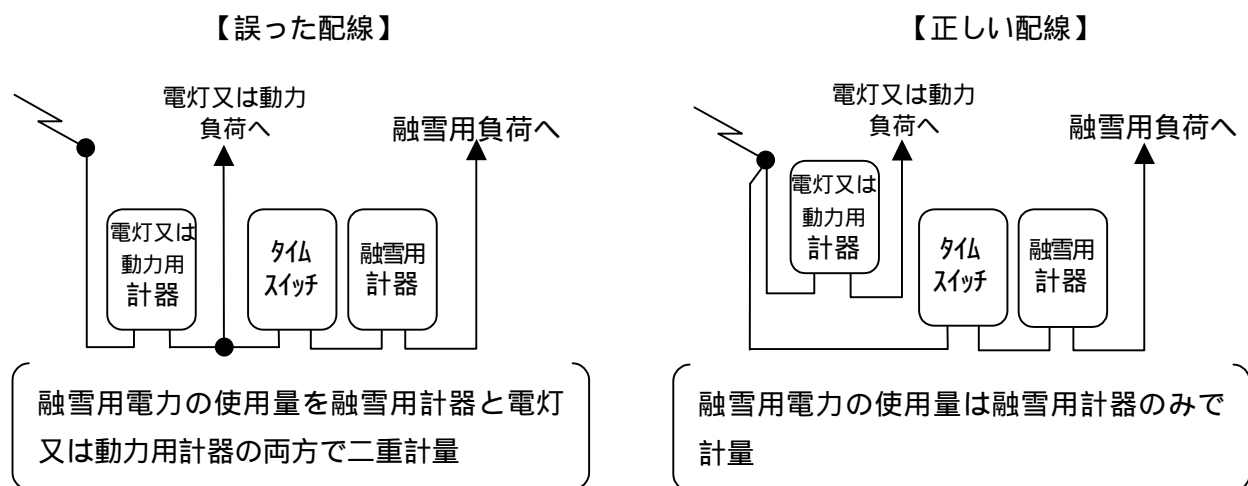 【誤った配線】
電灯又は動力
負荷へ
融雪用負荷へ
電灯又は
動力用
計器
ﾀｲﾑ
ｽｲｯﾁ
融雪用
計器
融雪用電力の使用量を融雪用計器と電灯
又は動力用計器の両方で二重計量
【正しい配線】
電灯又は動力
負荷へ
融雪用負荷へ
電灯又は
動力用
計器
ﾀｲﾑ
ｽｲｯﾁ
融雪用
計器
融雪用電力の使用量は融雪用計器のみで
計量